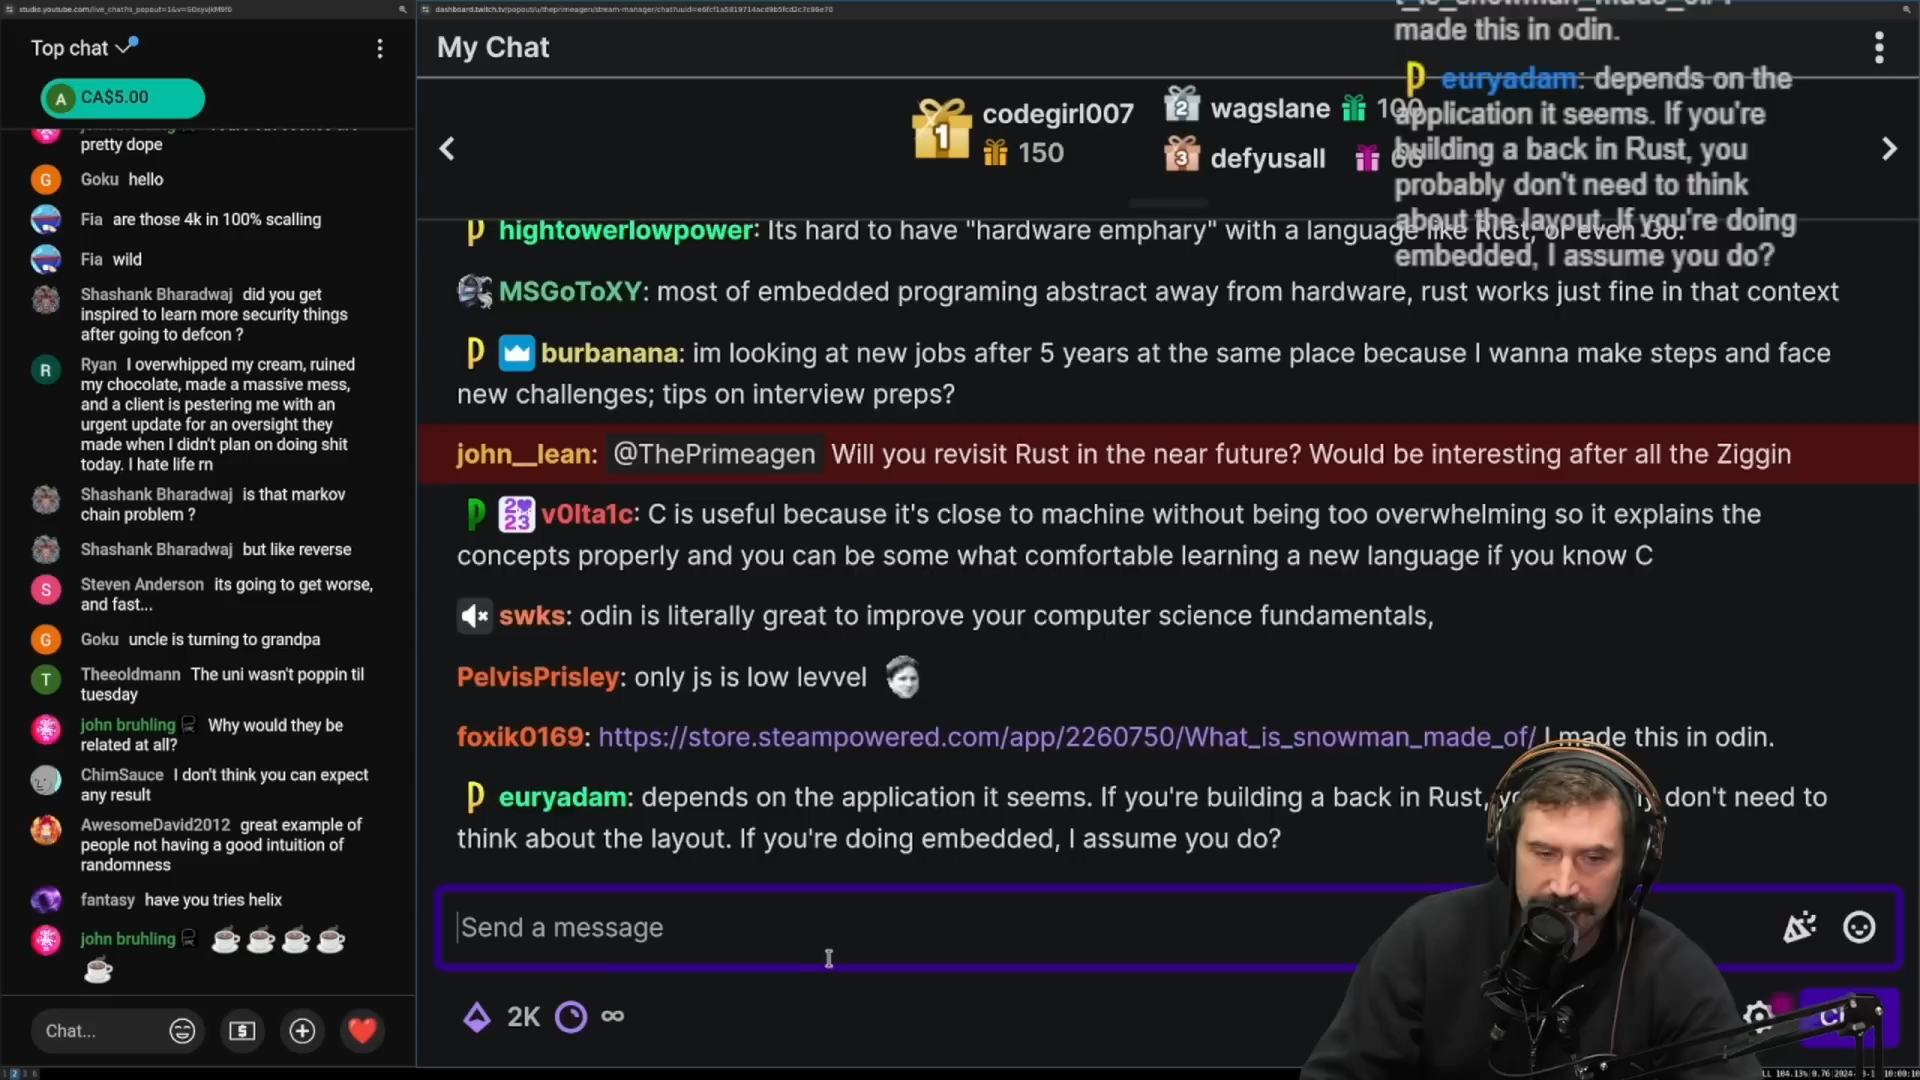 studio.youtube.com/live_chat?is_popout=1&v=
Top chat
A CA$5.00
pretty dope
G Goku hello
Fia are those 4k in 100% scalling
Fia wild
Shashank Bharadwaj did you get
inspired to learn more security things
after going to defcon ?
R Ryan I overwhipped my cream, ruined
my chocolate, made a massive mess,
and a client is pestering me with an
urgent update for an oversight they
made when I didn't plan on doing shit
today. I hate life rn
Shashank Bharadwaj is that markov
chain problem ?
Shashank Bharadwaj but like reverse
S Steven Anderson its going to get worse,
and fast...
G Goku uncle is turning to grandpa
T Theeoldmann The uni wasn't poppin til
tuesday
john bruhling Why would they be
related at all?
ChimSauce I don't think you can expect
any result
AwesomeDavid2012 great example of
people not having a good intuition of
randomness
fantasy have you tries helix
john bruhling
Chat...
My Chat
1 codegirl007
150
2 wagslane 100
3 defyusall
hightowerlowpower: Its hard to have "hardware emphary" with a language like Rust, or even Go.
MSGoToXY: most of embedded programing abstract away from hardware, rust works just fine in that context
burbanana: im looking at new jobs after 5 years at the same place because I wanna make steps and face
new challenges; tips on interview preps?
john__lean: @ThePrimeagen Will you revisit Rust in the near future? Would be interesting after all the Ziggin
v0lta1c: C is useful because it's close to machine without being too overwhelming so it explains the
concepts properly and you can be some what comfortable learning a new language if you know C
swks: odin is literally great to improve your computer science fundamentals,
PelvisPrisley: only js is low levvel
foxik0169: https://store.steampowered.com/app/2260750/What_is_snowman_made_of/ I made this in odin.
euryadam: depends on the application it seems. If you're building a back in Rust, don't need to
think about the layout. If you're doing embedded, I assume you do?
Send a message
2K ∞
made this in odin.
euryadam: depends on the
application it seems. If you're
building a back in Rust, you
probably don't need to think
about the layout. If you're doing
embedded, I assume you do?